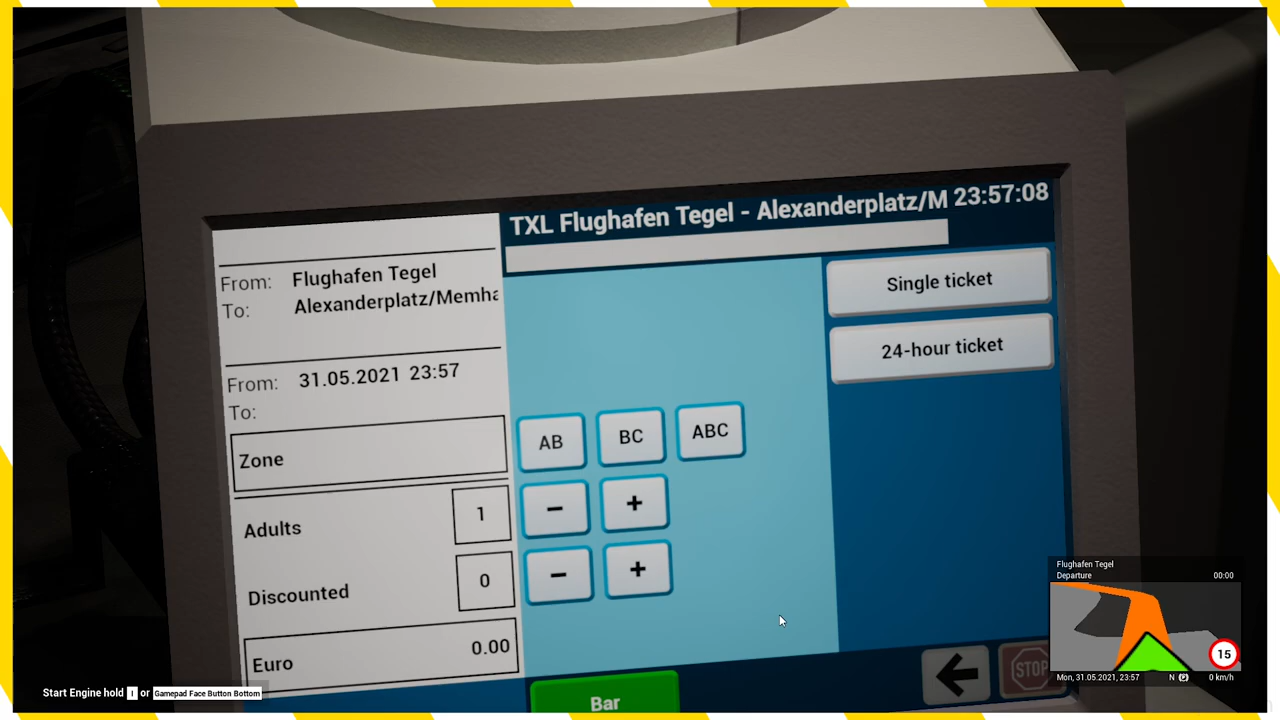 TXL Flughafen Tegel - Alexanderplatz/M 23:57:08
From: Flughafen Tegel
To: Alexanderplatz/Memha
From: 31.05.2021 23:57
To:
Zone
Adults 1
Discounted 0
Euro 0.00
AB BC ABC
- +
- +
Single ticket
24-hour ticket
Bar
STOP
Flughafen Tegel
Departure 00:00
15
Mon, 31.05.2021, 23:57 N P 0 km/h
Start Engine hold I or Gamepad Face Button Bottom